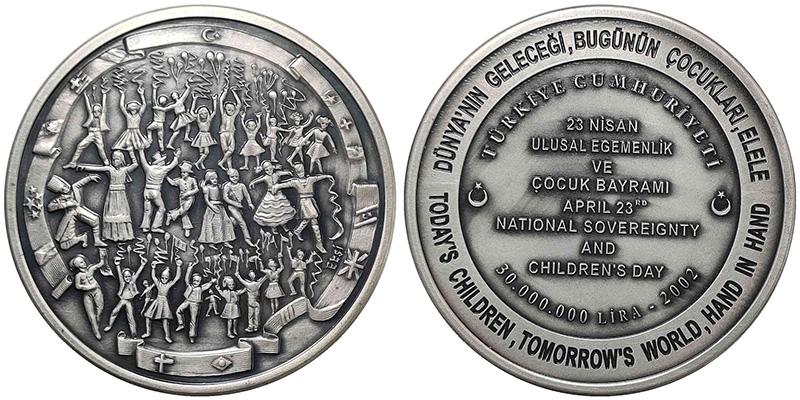 Ekşi
DÜNYA'NIN GELECEĞİ, BUGÜNÜN ÇOCUKLARI, ELELE
TÜRKİYE CUMHURİYETİ
23 NİSAN
ULUSAL EGEMENLİK
VE
ÇOCUK BAYRAMI
APRIL 23RD
NATIONAL SOVEREIGNTY
AND
CHILDREN'S DAY
30.000.000 LİRA - 2002
TODAY'S CHILDREN, TOMORROW'S WORLD, HAND IN HAND